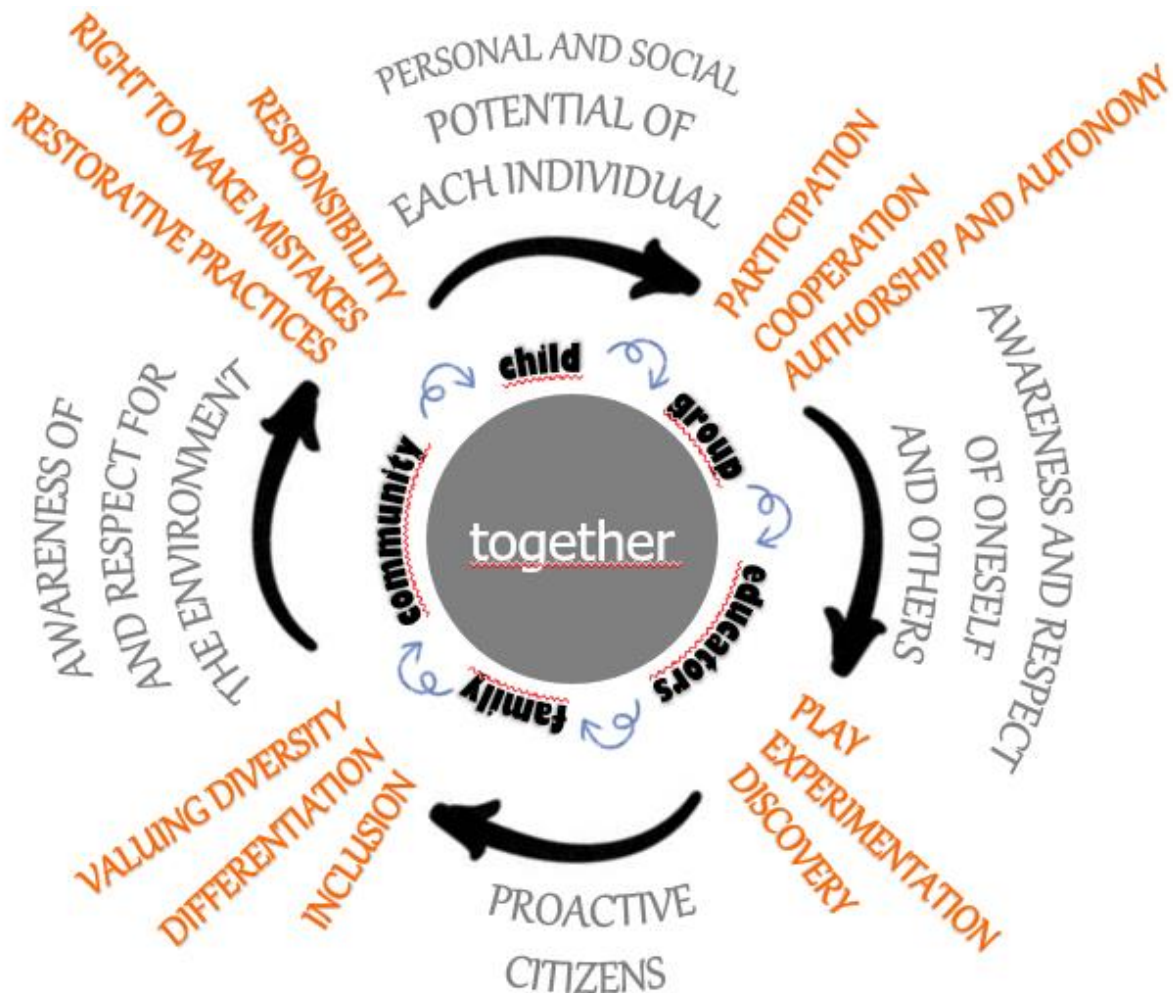 PERSONAL AND SOCIAL
POTENTIAL OF
EACH INDIVIDUAL
PARTICIPATION
COOPERATION
AUTHORSHIP AND AUTONOMY
AWARENESS AND RESPECT
OF ONESELF
AND OTHERS
PLAY
EXPERIMENTATION
DISCOVERY
PROACTIVE
CITIZENS
INCLUSION
DIFFERENTIATION
VALUING DIVERSITY
AWARENESS OF
AND RESPECT FOR
THE ENVIRONMENT
RESTORATIVE PRACTICES
RIGHT TO MAKE MISTAKES
RESPONSIBILITY
child
group
educators
family
community
together